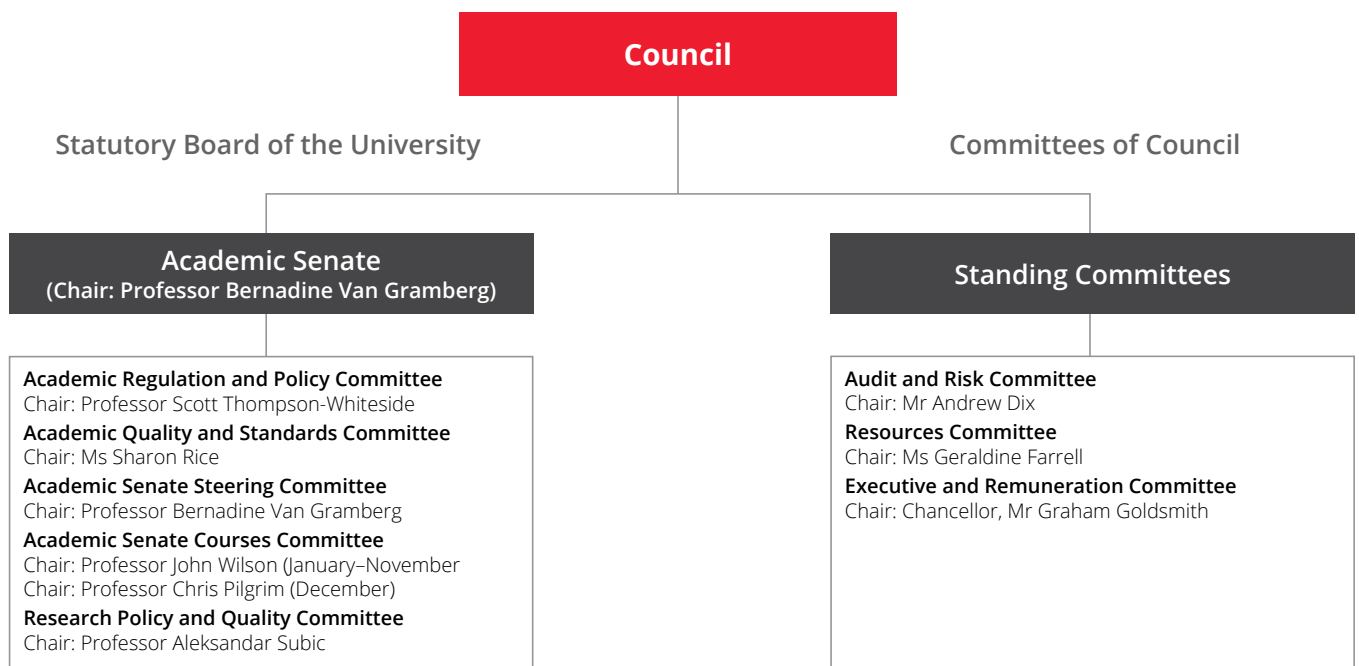 Council
Statutory Board of the University
Committees of Council
Academic Senate
(Chair: Professor Bernadine Van Gramberg)
Academic Regulation and Policy Committee
Chair: Professor Scott Thompson-Whiteside
Academic Quality and Standards Committee
Chair: Ms Sharon Rice
Academic Senate Steering Committee
Chair: Professor Bernadine Van Gramberg
Academic Senate Courses Committee
Chair: Professor John Wilson (January–November
Chair: Professor Chris Pilgrim (December)
Research Policy and Quality Committee
Chair: Professor Aleksandar Subic
Standing Committees
Audit and Risk Committee
Chair: Mr Andrew Dix
Resources Committee
Chair: Ms Geraldine Farrell
Executive and Remuneration Committee
Chair: Chancellor, Mr Graham Goldsmith